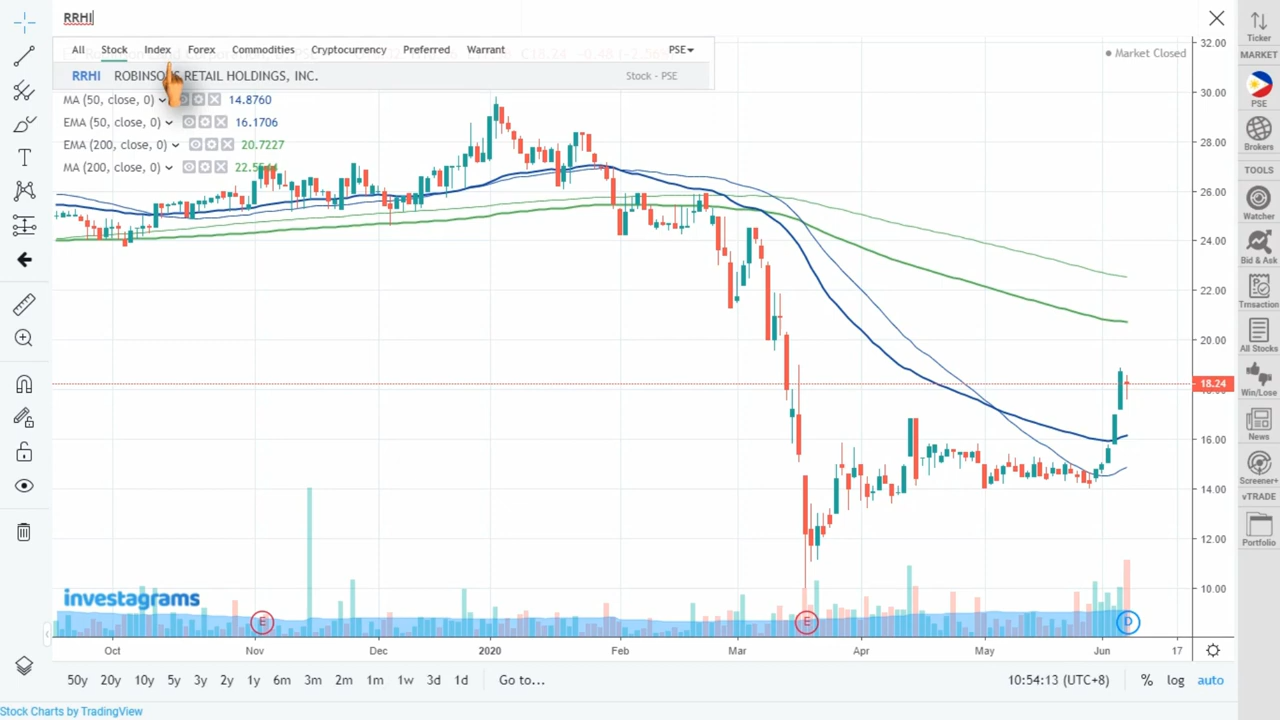 RRHI
All Stock Index Forex Commodities Cryptocurrency Preferred Warrant PSE
Market Closed
RRHI ROBINSONS RETAIL HOLDINGS, INC. Stock - PSE
MA (50, close, 0) 14.8760
EMA (50, close, 0) 16.1706
EMA (200, close, 0) 20.7227
MA (200, close, 0)
32.00
30.00
28.00
26.00
24.00
22.00
20.00
18.24
16.00
14.00
12.00
10.00
investagrams
E
E
D
Oct Nov Dec 2020 Feb Mar Apr May Jun 17
50y 20y 10y 5y 3y 2y 1y 6m 3m 2m 1m 1w 3d 1d Go to... 10:54:13 (UTC+8) % log auto
Stock Charts by TradingView
Ticker
MARKET
PSE
Brokers
TOOLS
Watcher
Bid & Ask
Trnsaction
All Stocks
Win/Lose
News
Screener+
vTRADE
Portfolio